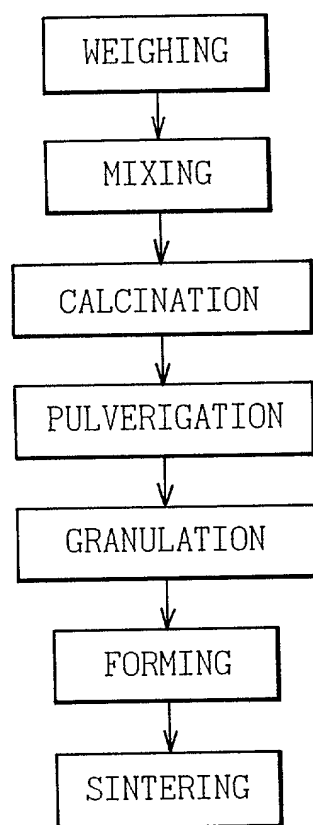 WEIGHING
MIXING
CALCINATION
PULVERIGATION
GRANULATION
FORMING
SINTERING